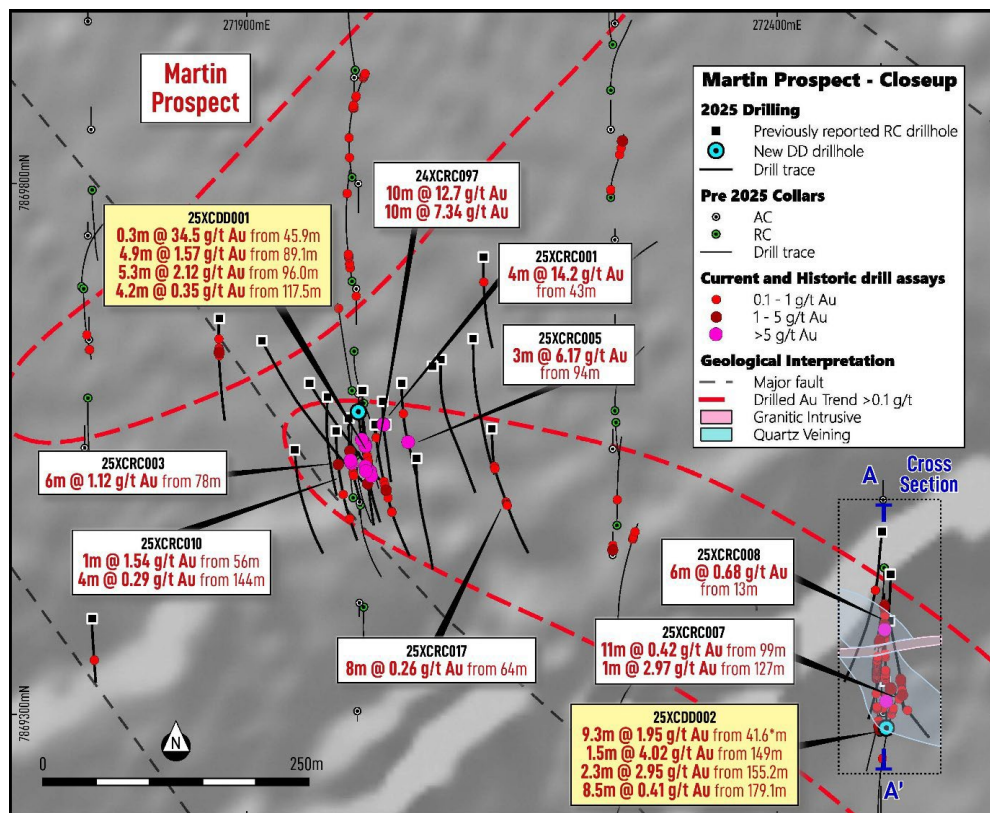 271900mE
272400mE
Martin
Prospect
7869800mN
24XCRC097
10m @ 12.7 g/t Au
10m @ 7.34 g/t Au
25XCDD001
0.3m @ 34.5 g/t Au from 45.9m
4.9m @ 1.57 g/t Au from 89.1m
5.3m @ 2.12 g/t Au from 96.0m
4.2m @ 0.35 g/t Au from 117.5m
25XCRC001
4m @ 14.2 g/t Au
from 43m
25XCRC005
3m @ 6.17 g/t Au
from 94m
Martin Prospect - Closeup
2025 Drilling
Previously reported RC drillhole
New DD drillhole
Drill trace
Pre 2025 Collars
AC
RC
Drill trace
Current and Historic drill assays
0.1 - 1 g/t Au
1 - 5 g/t Au
>5 g/t Au
Geological Interpretation
Major fault
Drilled Au Trend >0.1 g/t
Granitic Intrusive
Quartz Veining
25XCRC003
6m @ 1.12 g/t Au from 78m
25XCRC010
1m @ 1.54 g/t Au from 56m
4m @ 0.29 g/t Au from 144m
25XCRC017
8m @ 0.26 g/t Au from 64m
A
Cross
Section
25XCRC008
6m @ 0.68 g/t Au
from 13m
25XCRC007
11m @ 0.42 g/t Au from 99m
1m @ 2.97 g/t Au from 127m
25XCDD002
9.3m @ 1.95 g/t Au from 41.6*m
1.5m @ 4.02 g/t Au from 149m
2.3m @ 2.95 g/t Au from 155.2m
8.5m @ 0.41 g/t Au from 179.1m
A'
7869300mN
N
0
250m